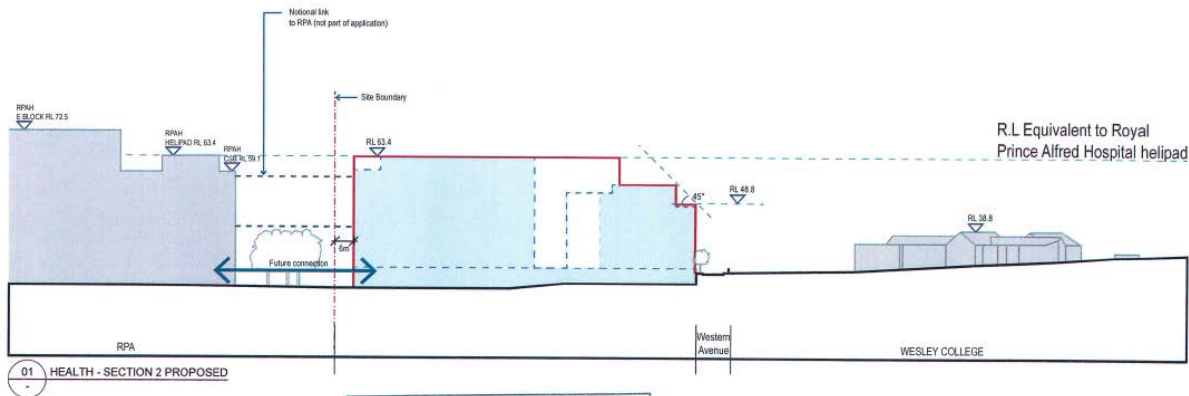 Notional link
to RPA (not part of application)
Site Boundary
RPAH
E BLOCK RL 72.5
RPAH
HELIPAD RL 63.4
RPAH
CSB RL 59.1
RL 63.4
R.L Equivalent to Royal
Prince Alfred Hospital helipad
45°
RL 48.8
RL 38.8
6m
Future connection
RPA
Western
Avenue
WESLEY COLLEGE
01
-
HEALTH - SECTION 2 PROPOSED